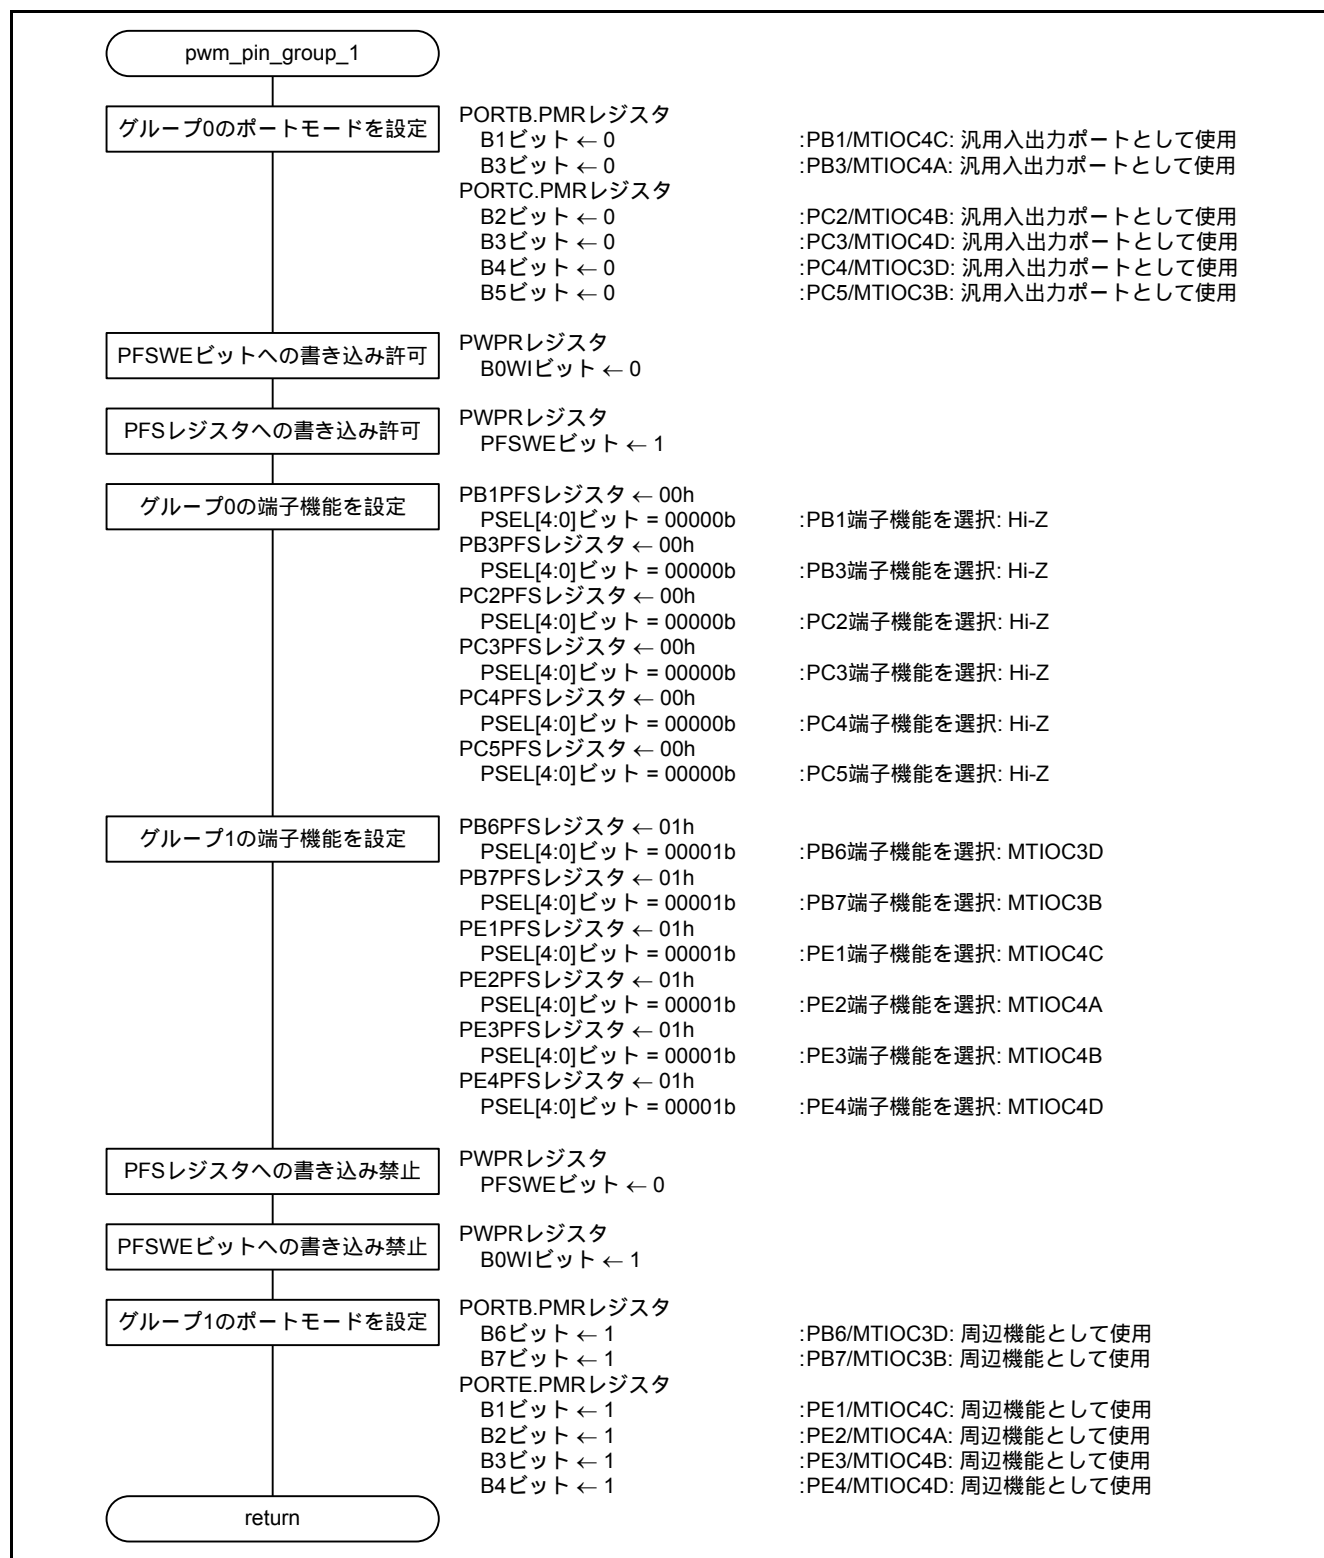 pwm_pin_group_1
グループ0のポートモードを設定
PORTB.PMRレジスタ
B1ビット ← 0 :PB1/MTIOC4C: 汎用入出力ポートとして使用
B3ビット ← 0 :PB3/MTIOC4A: 汎用入出力ポートとして使用
PORTC.PMRレジスタ
B2ビット ← 0 :PC2/MTIOC4B: 汎用入出力ポートとして使用
B3ビット ← 0 :PC3/MTIOC4D: 汎用入出力ポートとして使用
B4ビット ← 0 :PC4/MTIOC3D: 汎用入出力ポートとして使用
B5ビット ← 0 :PC5/MTIOC3B: 汎用入出力ポートとして使用
PFSWEビットへの書き込み許可
PWPRレジスタ
B0WIビット ← 0
PFSレジスタへの書き込み許可
PWPRレジスタ
PFSWEビット ← 1
グループ0の端子機能を設定
PB1PFSレジスタ ← 00h
PSEL[4:0]ビット = 00000b :PB1端子機能を選択: Hi-Z
PB3PFSレジスタ ← 00h
PSEL[4:0]ビット = 00000b :PB3端子機能を選択: Hi-Z
PC2PFSレジスタ ← 00h
PSEL[4:0]ビット = 00000b :PC2端子機能を選択: Hi-Z
PC3PFSレジスタ ← 00h
PSEL[4:0]ビット = 00000b :PC3端子機能を選択: Hi-Z
PC4PFSレジスタ ← 00h
PSEL[4:0]ビット = 00000b :PC4端子機能を選択: Hi-Z
PC5PFSレジスタ ← 00h
PSEL[4:0]ビット = 00000b :PC5端子機能を選択: Hi-Z
グループ1の端子機能を設定
PB6PFSレジスタ ← 01h
PSEL[4:0]ビット = 00001b :PB6端子機能を選択: MTIOC3D
PB7PFSレジスタ ← 01h
PSEL[4:0]ビット = 00001b :PB7端子機能を選択: MTIOC3B
PE1PFSレジスタ ← 01h
PSEL[4:0]ビット = 00001b :PE1端子機能を選択: MTIOC4C
PE2PFSレジスタ ← 01h
PSEL[4:0]ビット = 00001b :PE2端子機能を選択: MTIOC4A
PE3PFSレジスタ ← 01h
PSEL[4:0]ビット = 00001b :PE3端子機能を選択: MTIOC4B
PE4PFSレジスタ ← 01h
PSEL[4:0]ビット = 00001b :PE4端子機能を選択: MTIOC4D
PFSレジスタへの書き込み禁止
PWPRレジスタ
PFSWEビット ← 0
PFSWEビットへの書き込み禁止
PWPRレジスタ
B0WIビット ← 1
グループ1のポートモードを設定
PORTB.PMRレジスタ
B6ビット ← 1 :PB6/MTIOC3D: 周辺機能として使用
B7ビット ← 1 :PB7/MTIOC3B: 周辺機能として使用
PORTE.PMRレジスタ
B1ビット ← 1 :PE1/MTIOC4C: 周辺機能として使用
B2ビット ← 1 :PE2/MTIOC4A: 周辺機能として使用
B3ビット ← 1 :PE3/MTIOC4B: 周辺機能として使用
B4ビット ← 1 :PE4/MTIOC4D: 周辺機能として使用
return